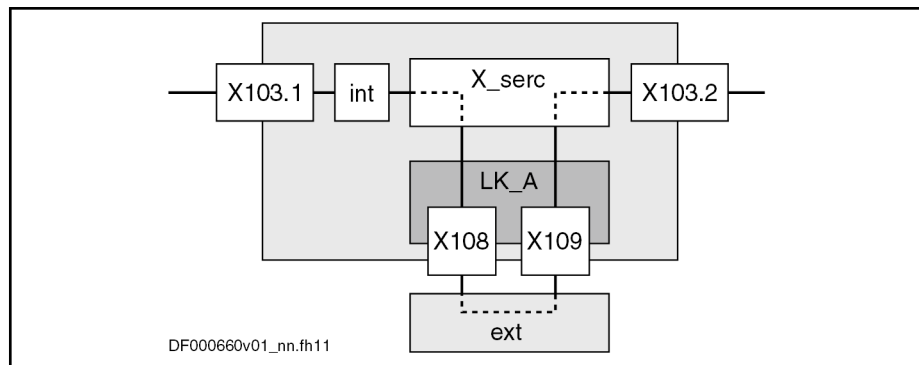 X_serc
X103.1
int
X103.2
LK_A
X108
X109
ext
DF000660v01_nn.fh11